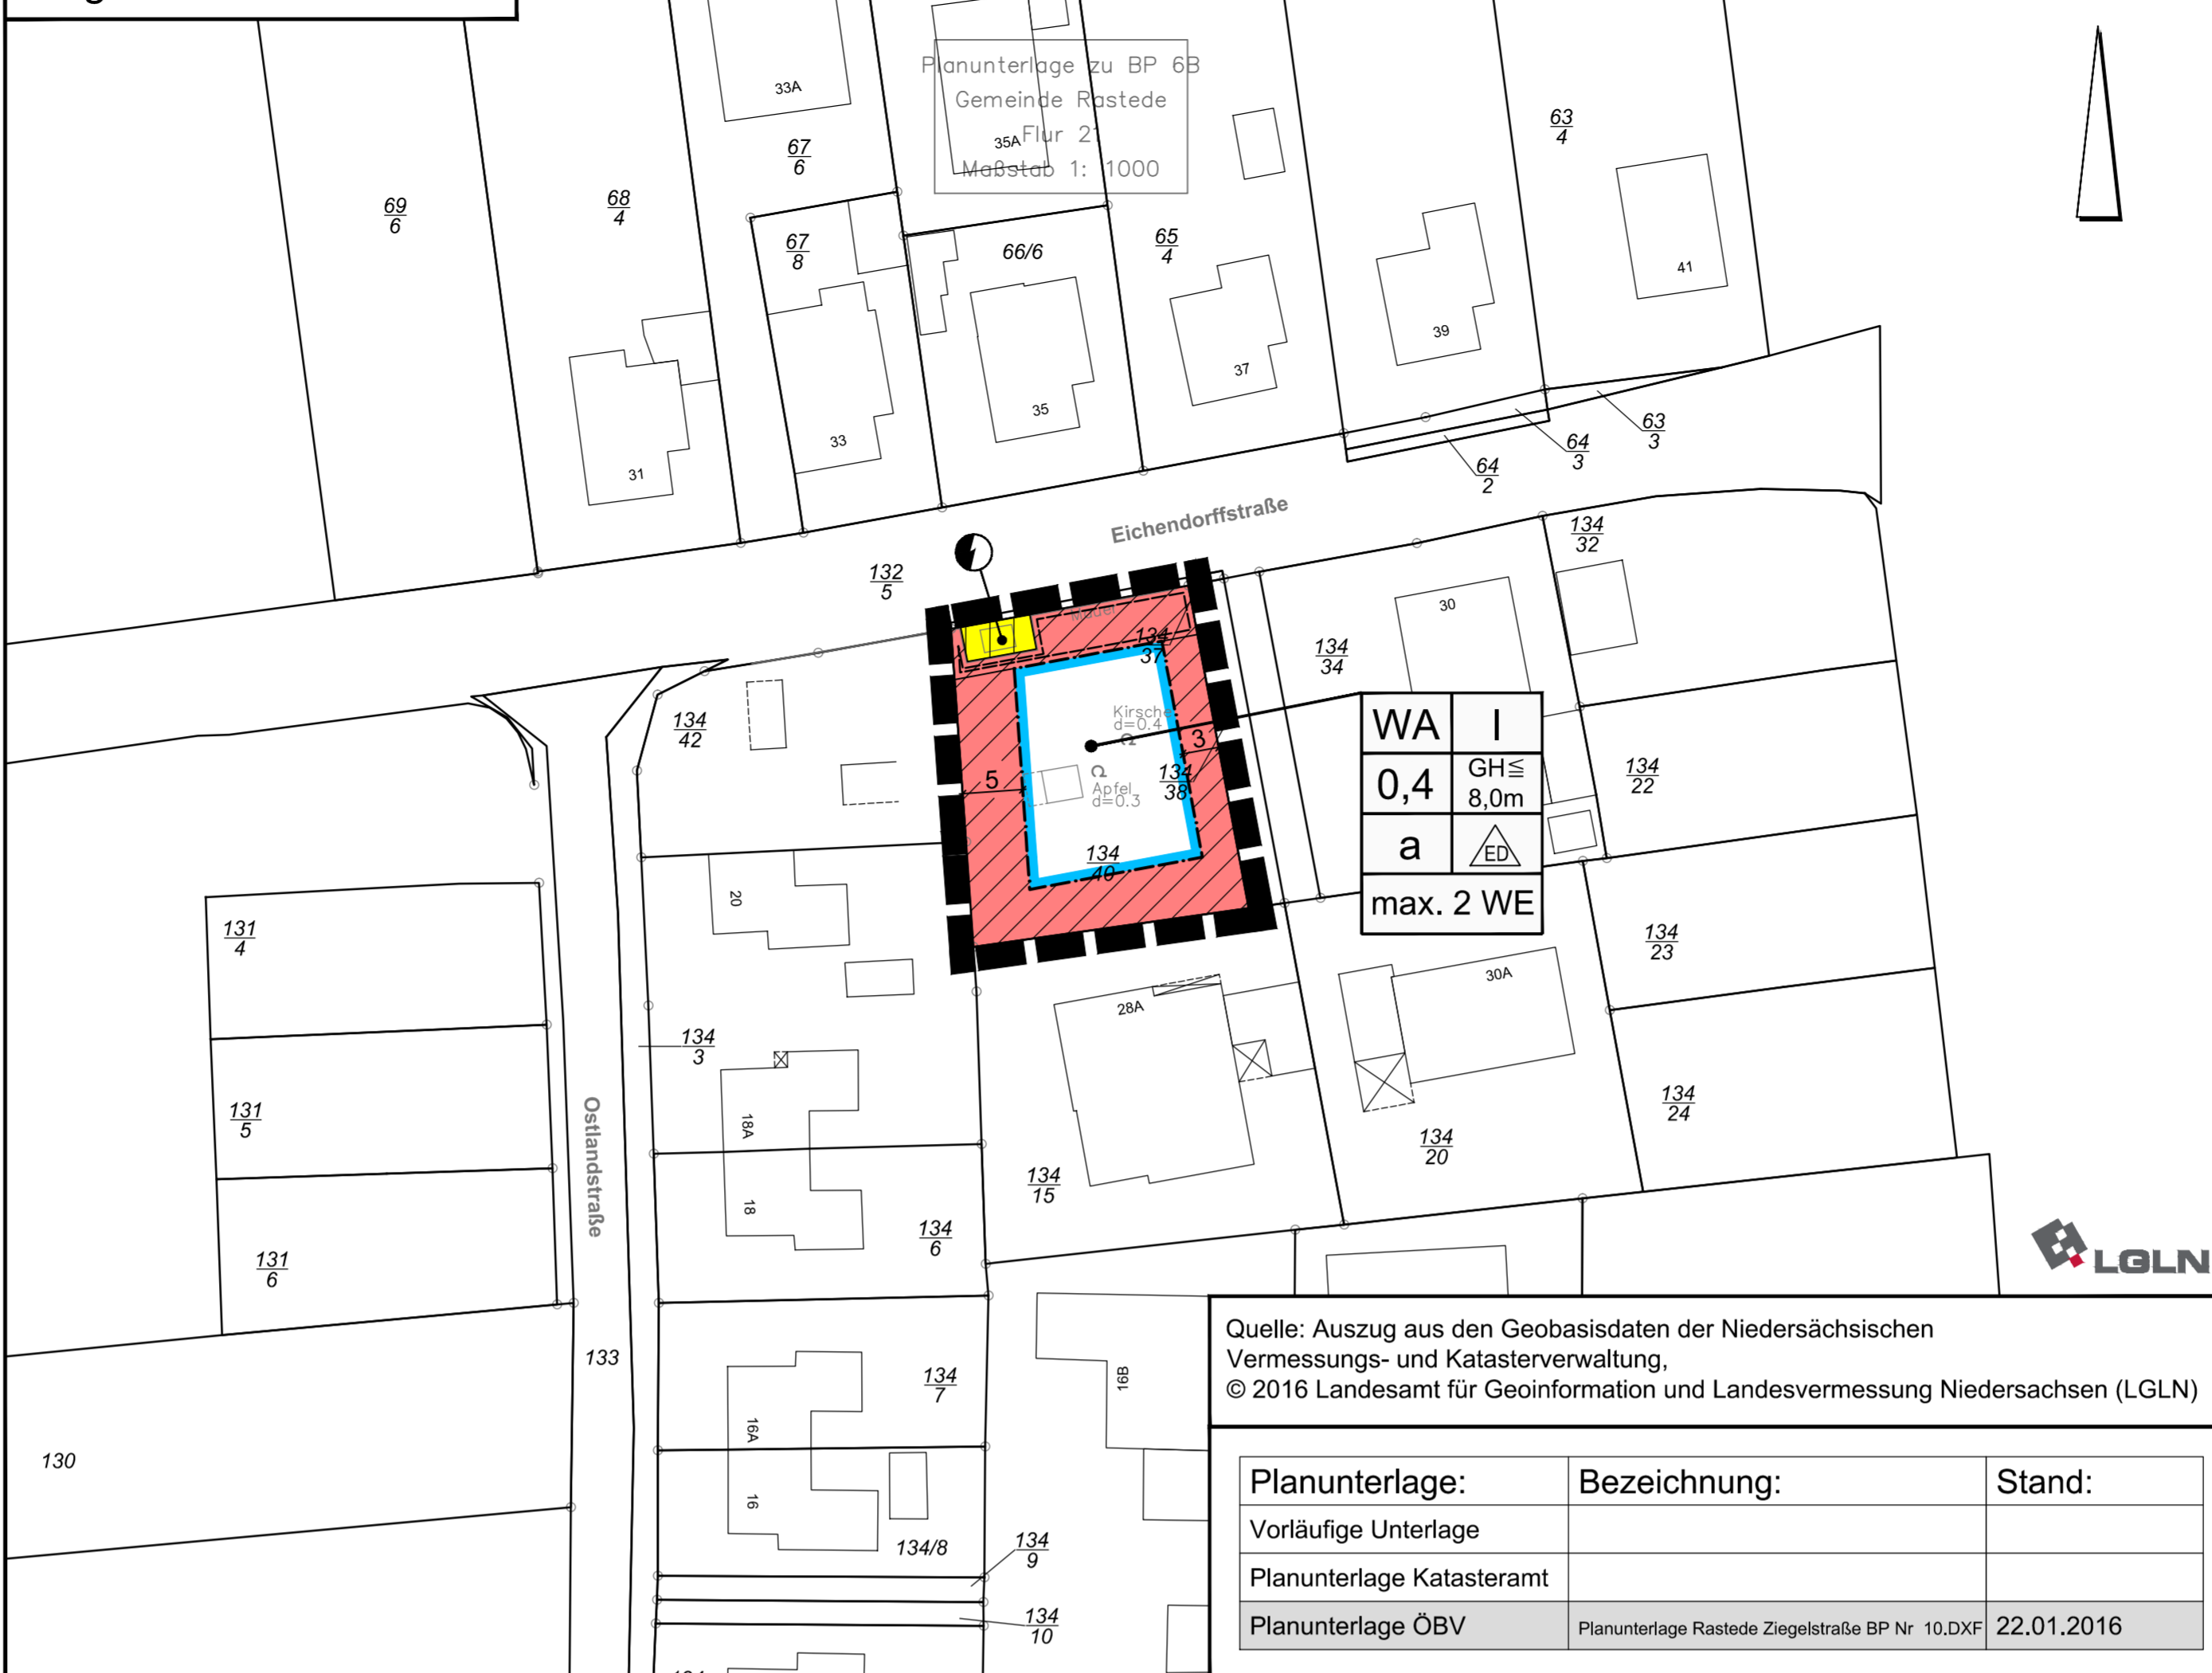 Planunterlage zu BP 6B
Gemeinde Rastede
Flur 21
Maßstab 1: 1000
33A
35A
67
6
63
4
69
6
68
4
67
8
66/6
65
4
41
39
37
35
33
31
63
3
64
3
64
2
Eichendorffstraße
132
5
134
32
30
134
34
134
37
134
42
Kirsche
d=0.4
3
5
Apfel
d=0.3
134
38
134
40
WA
I
0,4
GH≦
8,0m
a
ED
max. 2 WE
134
22
20
131
4
134
23
28A
30A
134
3
131
5
18A
Ostlandstraße
134
24
134
20
134
15
18
134
6
131
6
LGLN
133
134
7
16B
16A
130
16
134/8
134
9
134
10
Quelle: Auszug aus den Geobasisdaten der Niedersächsischen
Vermessungs- und Katasterverwaltung,
© 2016 Landesamt für Geoinformation und Landesvermessung Niedersachsen (LGLN)
Planunterlage: Bezeichnung: Stand:
Vorläufige Unterlage
Planunterlage Katasteramt
Planunterlage ÖBV Planunterlage Rastede Ziegelstraße BP Nr 10.DXF 22.01.2016